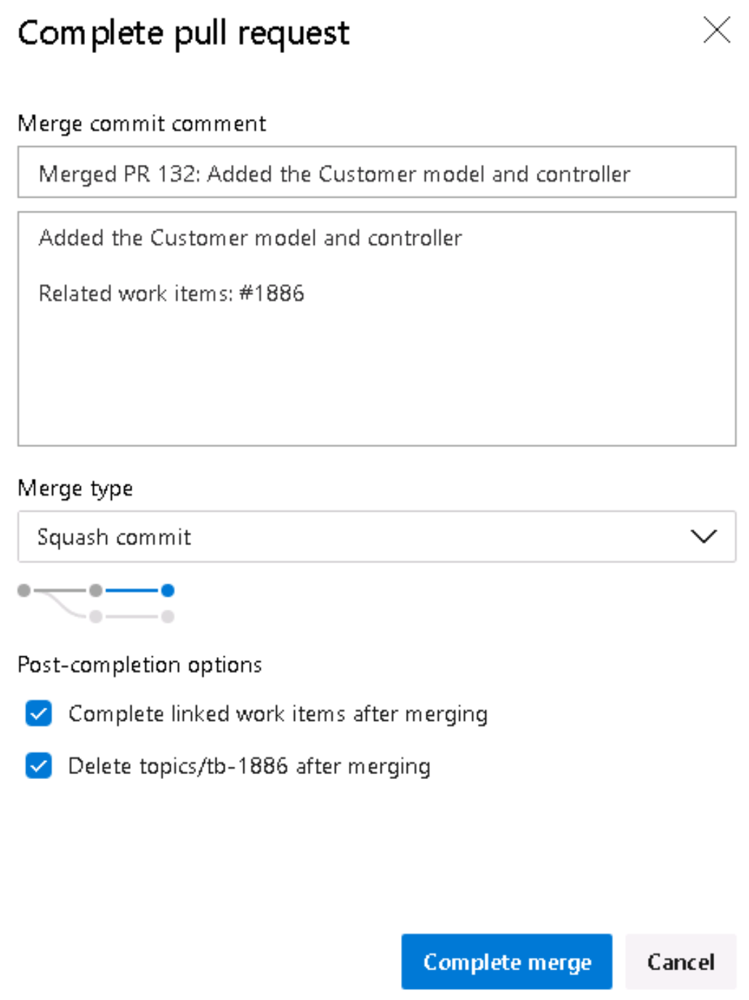 Complete pull request
Merge commit comment
Merged PR 132: Added the Customer model and controller
Added the Customer model and controller
Related work items: #1886
Merge type
Squash commit
Post-completion options
Complete linked work items after merging
Delete topics/tb-1886 after merging
Complete merge
Cancel